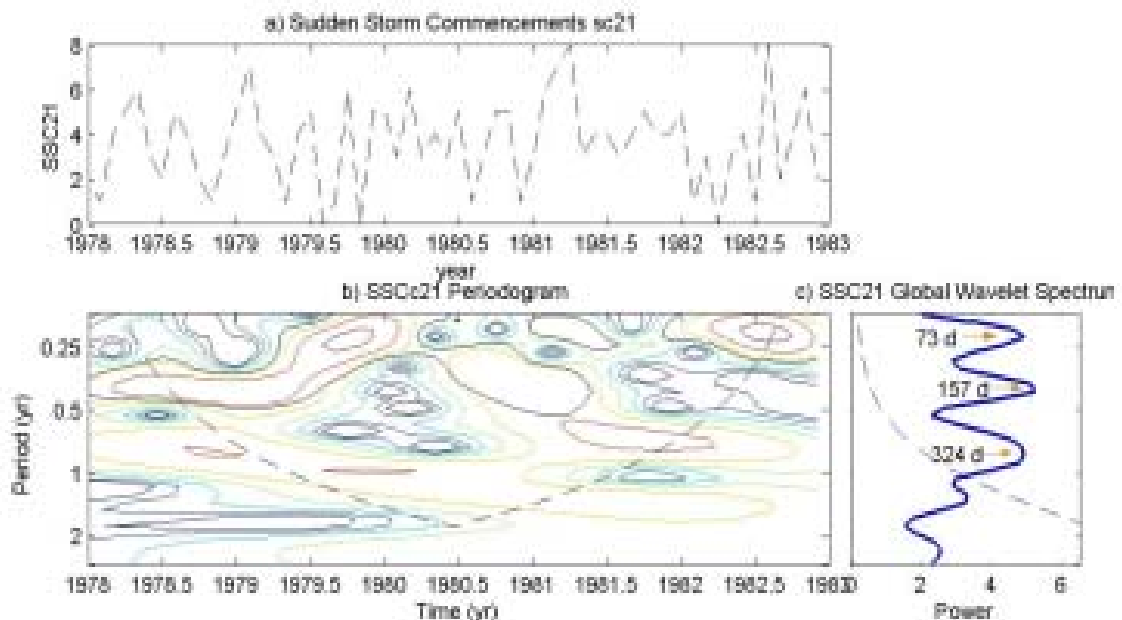 a) Sudden Storm Commencements sc21
8
6
4
2
0
SSC21
1978 1978.5 1979 1979.5 1980 1980.5 1981 1981.5 1982 1982.5 1983
year
b) SSCc21 Periodogram
c) SSC21 Global Wavelet Spectrun
0.25
0.5
1
2
Period (yr)
1978 1978.5 1979 1979.5 1980 1980.5 1981 1981.5 1982 1982.5
Time (yr)
73 d
157 d
324 d
0 2 4 6
Power